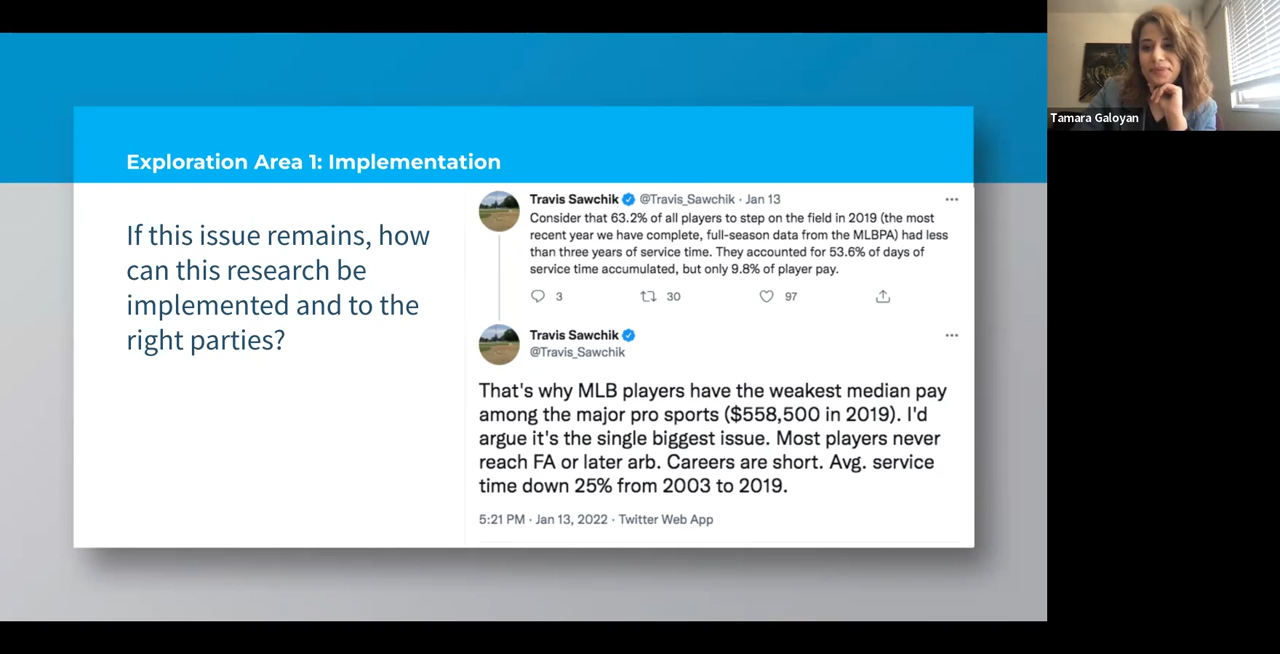 Exploration Area 1: Implementation
If this issue remains, how
can this research be
implemented and to the
right parties?
Travis Sawchik @Travis_Sawchik · Jan 13
Consider that 63.2% of all players to step on the field in 2019 (the most
recent year we have complete, full-season data from the MLBPA) had less
than three years of service time. They accounted for 53.6% of days of
service time accumulated, but only 9.8% of player pay.
3 30 97
Travis Sawchik
@Travis_Sawchik
That's why MLB players have the weakest median pay
among the major pro sports ($558,500 in 2019). I'd
argue it's the single biggest issue. Most players never
reach FA or later arb. Careers are short. Avg. service
time down 25% from 2003 to 2019.
5:21 PM · Jan 13, 2022 · Twitter Web App
Tamara Galoyan